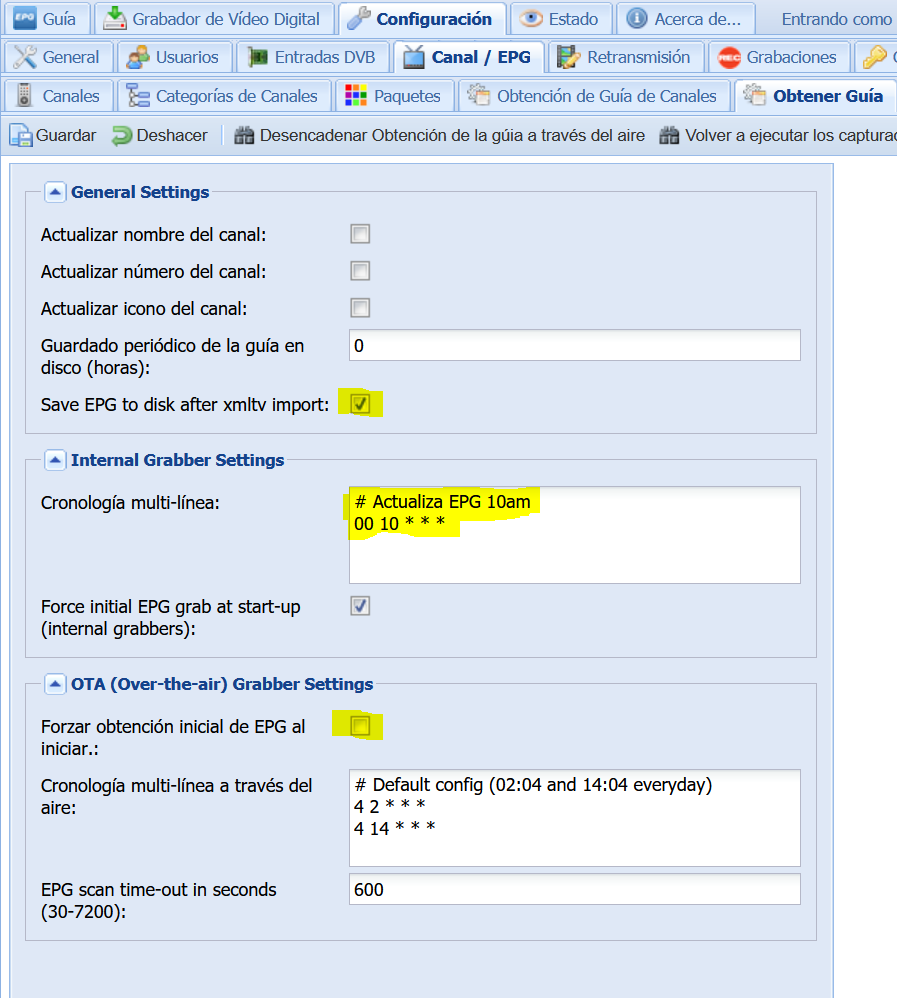 EPG Guía Grabador de Vídeo Digital Configuración Estado Acerca de... Entrando como
General Usuarios Entradas DVB Canal / EPG Retransmisión REC Grabaciones
Canales Categorías de Canales Paquetes Obtención de Guía de Canales Obtener Guía
Guardar Deshacer Desencadenar Obtención de la gúia a través del aire Volver a ejecutar los captura
General Settings
Actualizar nombre del canal:
Actualizar número del canal:
Actualizar icono del canal:
Guardado periódico de la guía en
disco (horas):
0
Save EPG to disk after xmltv import:
Internal Grabber Settings
Cronología multi-línea:
# Actualiza EPG 10am
00 10 * * *
Force initial EPG grab at start-up
(internal grabbers):
OTA (Over-the-air) Grabber Settings
Forzar obtención inicial de EPG al
iniciar.:
Cronología multi-línea a través del
aire:
# Default config (02:04 and 14:04 everyday)
4 2 * * *
4 14 * * *
EPG scan time-out in seconds
(30-7200):
600